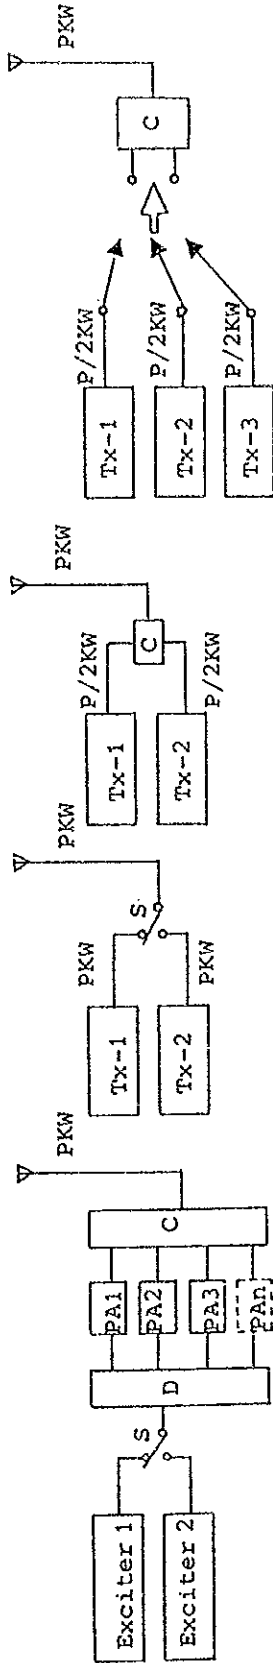 Exciter 1
Exciter 2
S
D
PA1
PA2
PA3
PAn
C
PKW
Tx-1
Tx-2
PKW
PKW
S
PKW
Tx-1
Tx-2
P/2KW
P/2KW
C
PKW
Tx-1
Tx-2
Tx-3
P/2KW
P/2KW
P/2KW
C
PKW